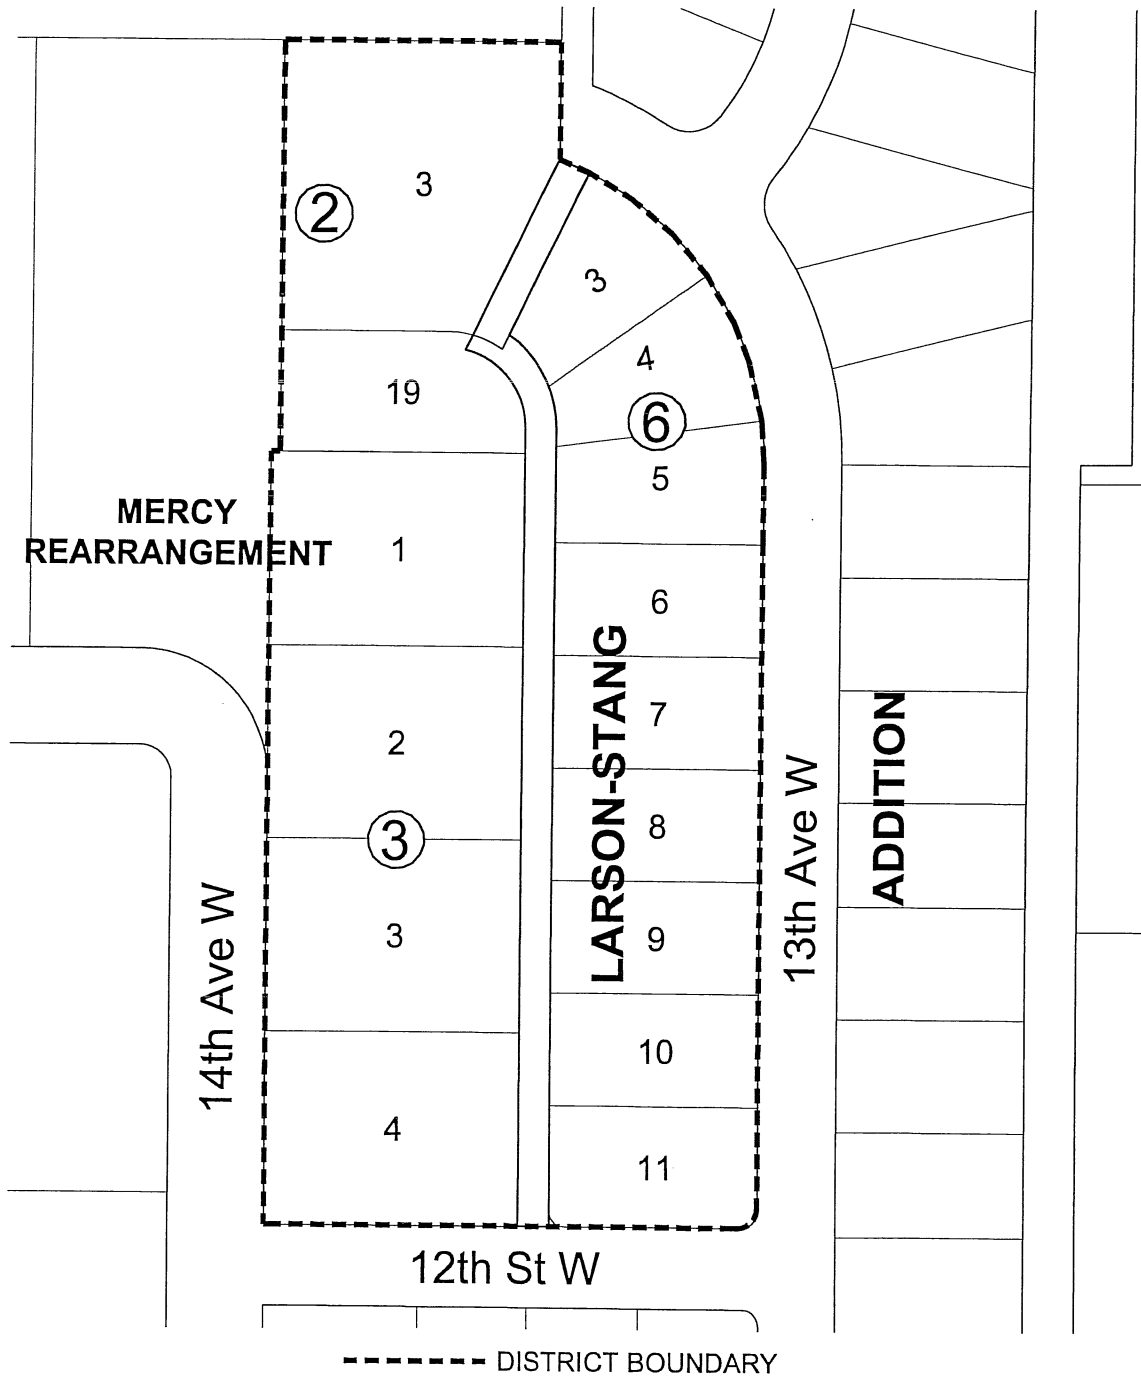 3
2
3
4
19
6
5
MERCY
REARRANGEMENT
1
6
LARSON-STANG
7
ADDITION
2
8
3
13th Ave W
3
9
14th Ave W
10
4
11
12th St W
DISTRICT BOUNDARY